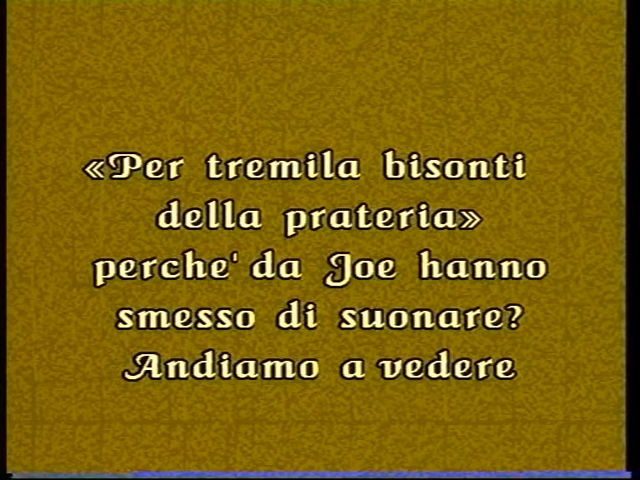 «Per tremila bisonti
della prateria»
perche' da Joe hanno
smesso di suonare?
Andiamo a vedere